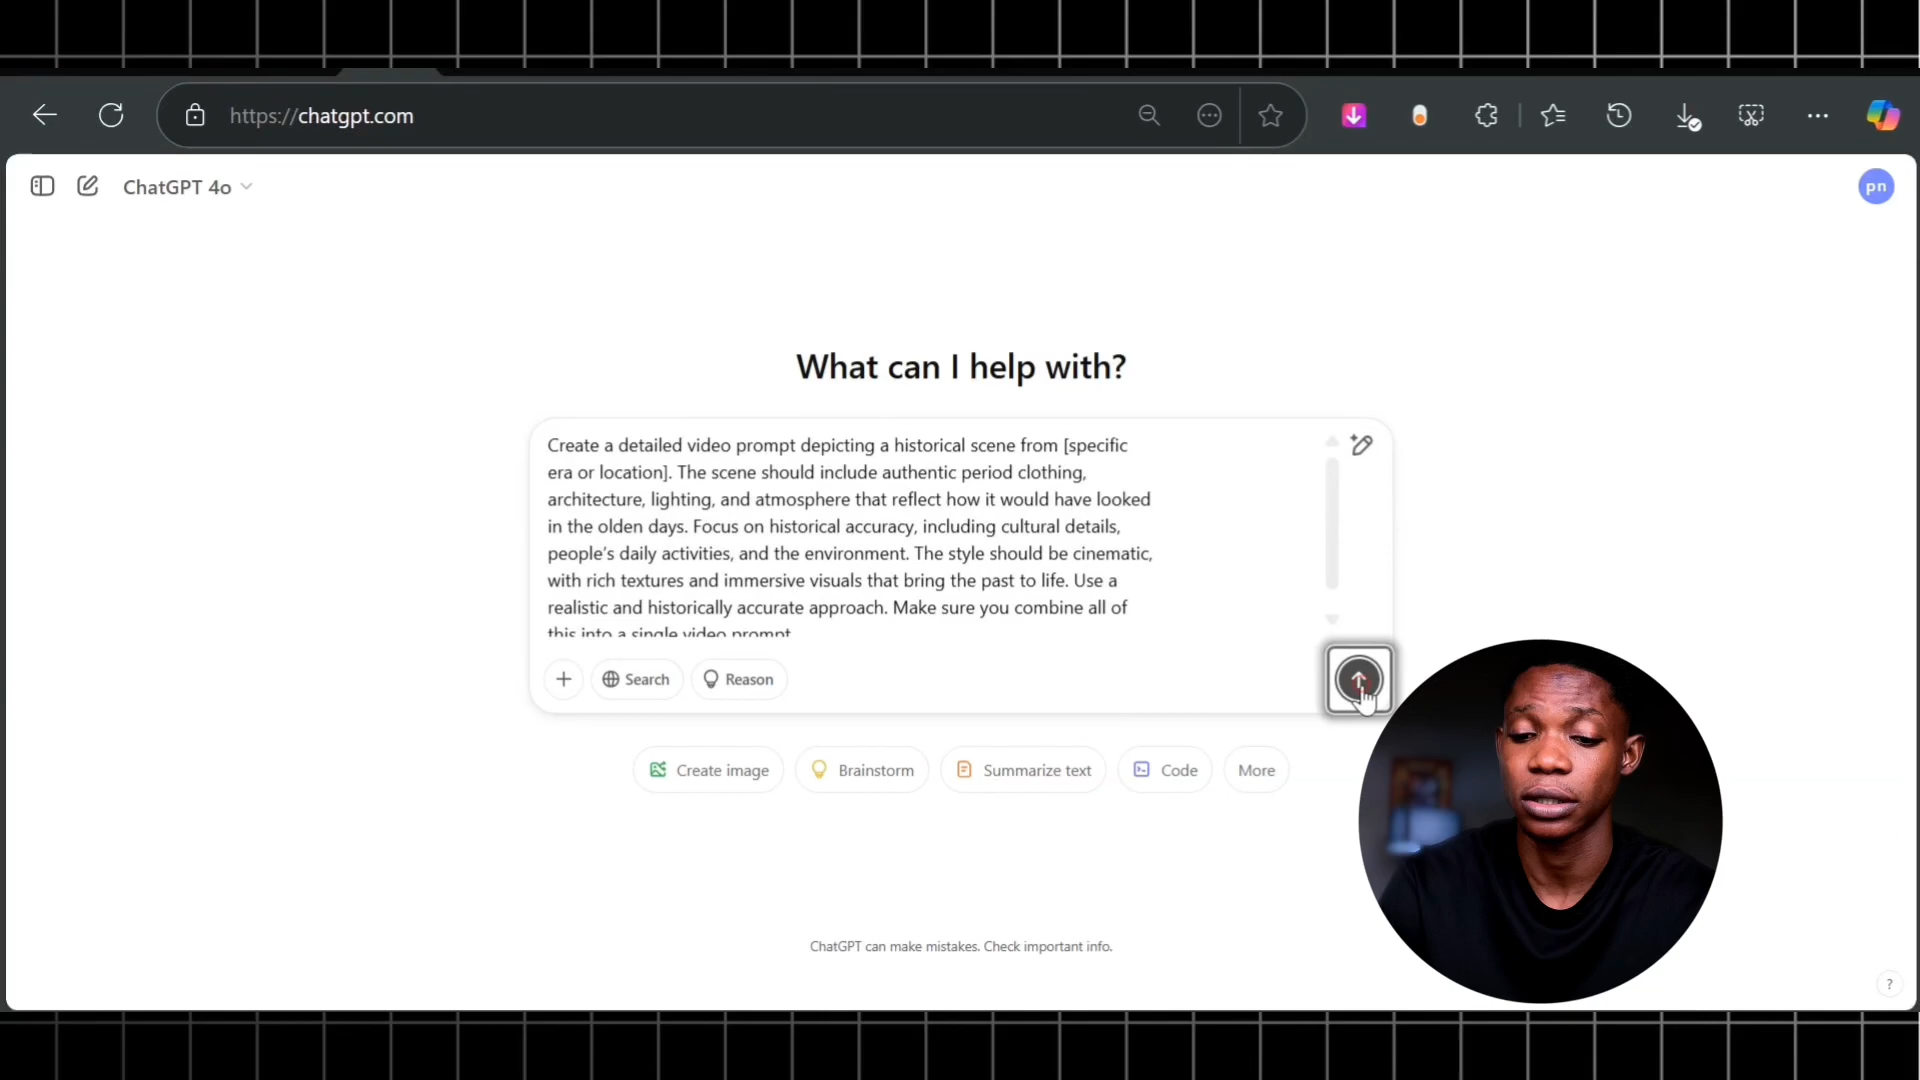 https://chatgpt.com
ChatGPT 4o
pn
What can I help with?
Create a detailed video prompt depicting a historical scene from [specific
era or location]. The scene should include authentic period clothing,
architecture, lighting, and atmosphere that reflect how it would have looked
in the olden days. Focus on historical accuracy, including cultural details,
people's daily activities, and the environment. The style should be cinematic,
with rich textures and immersive visuals that bring the past to life. Use a
realistic and historically accurate approach. Make sure you combine all of
this into a single video prompt
Search
Reason
Create image
Brainstorm
Summarize text
Code
More
ChatGPT can make mistakes. Check important info.
?